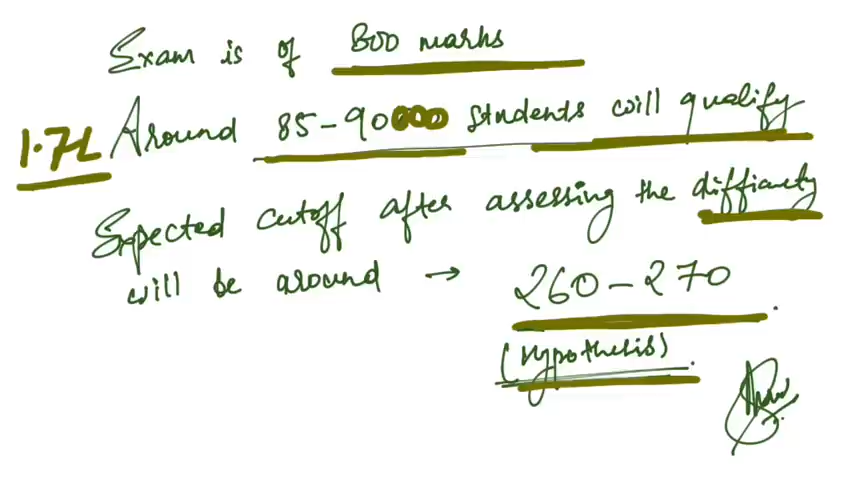 Exam is of 800 marks
1.7L Around 85-90000 students will qualify
Expected cutoff after assessing the difficulty
will be around → 260-270.
(Hypothesis).